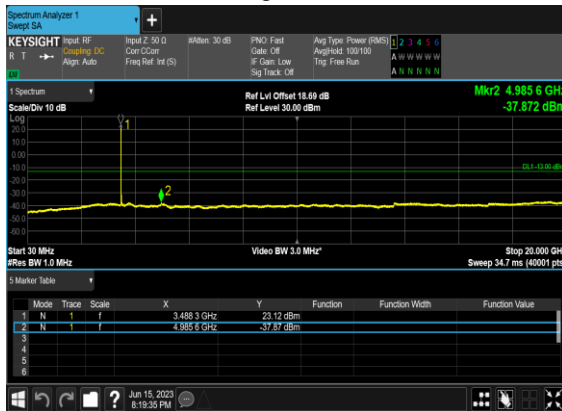 Spectrum Analyzer 1
Swept SA
KEYSIGHT Input: RF Input Z: 50 Ω #Atten: 30 dB PNO: Fast Avg Type: Power (RMS) 1 2 3 4 5 6
R T Coupling: DC Corr CCorr Gate: Off Avg|Hold: 100/100 A W W W W W
Align: Auto Freq Ref: Int (S) IF Gain: Low Trig: Free Run
LXI Sig Track: Off A N N N N N
1 Spectrum Ref Lvl Offset 18.69 dB Mkr2 4.985 6 GHz
Scale/Div 10 dB Ref Level 30.00 dBm -37.872 dBm
Log
20.0 1
10.0
0.00
-10.0 DL1 -13.00 dBm
-20.0
-30.0 2
-40.0
-50.0
-60.0
Start 30 MHz Video BW 3.0 MHz* Stop 20.000 GHz
#Res BW 1.0 MHz Sweep 34.7 ms (40001 pts)
5 Marker Table
Mode Trace Scale X Y Function Function Width Function Value
1 N 1 f 3.488 3 GHz 23.12 dBm
2 N 1 f 4.985 6 GHz -37.87 dBm
3
4
5
6
? Jun 15, 2023
8:19:35 PM